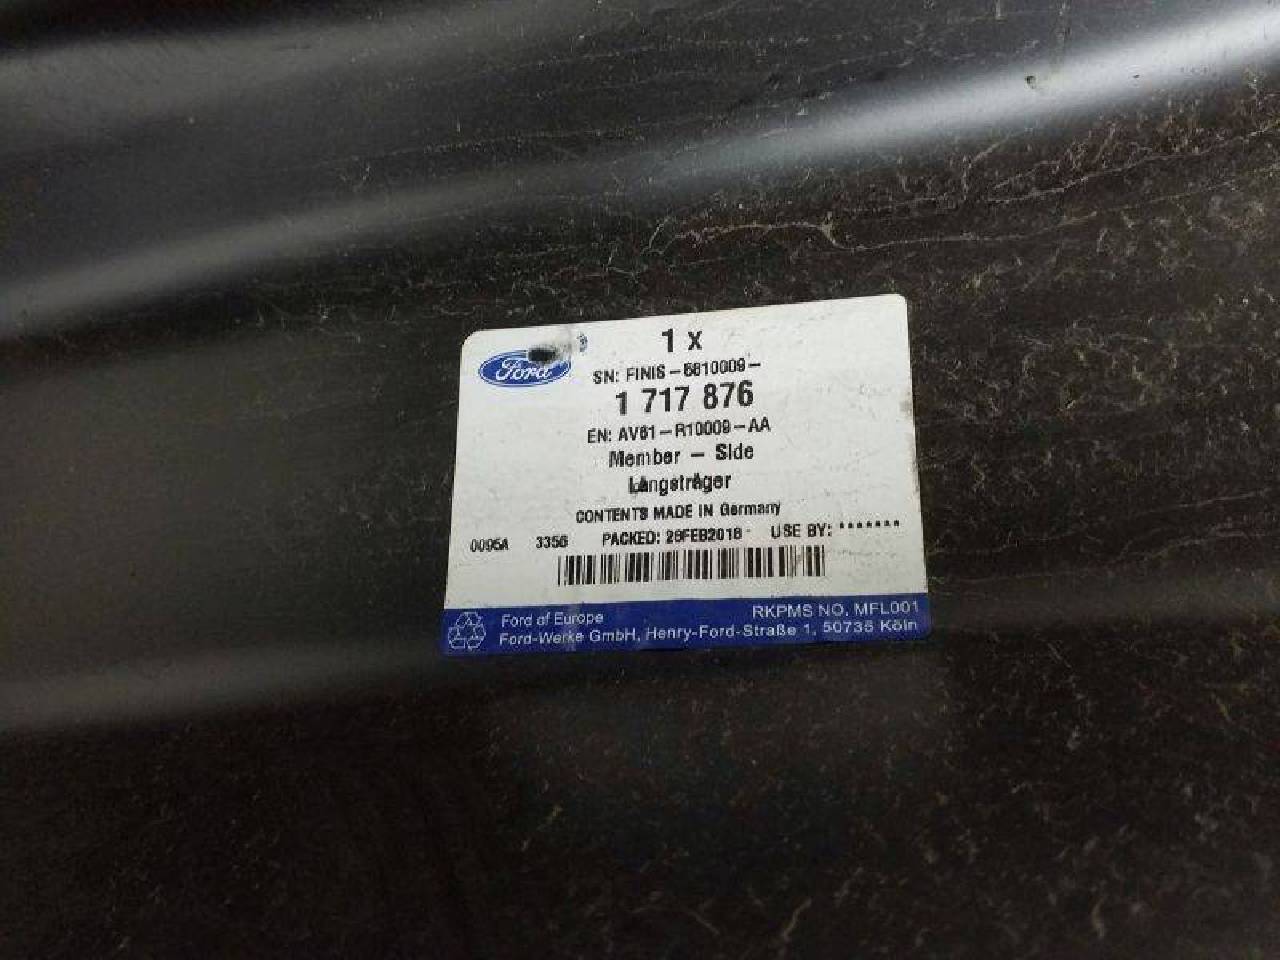 1 x
Ford
SN: FINIS-6610009-
1 717 876
EN: AV61-R10009-AA
Member - Side
Längsträger
CONTENTS MADE IN Germany
0095A 3356 PACKED: 28FEB2018 USE BY: *******
Ford of Europe RKPMS NO. MFL001
Ford-Werke GmbH, Henry-Ford-Straße 1, 50735 Köln